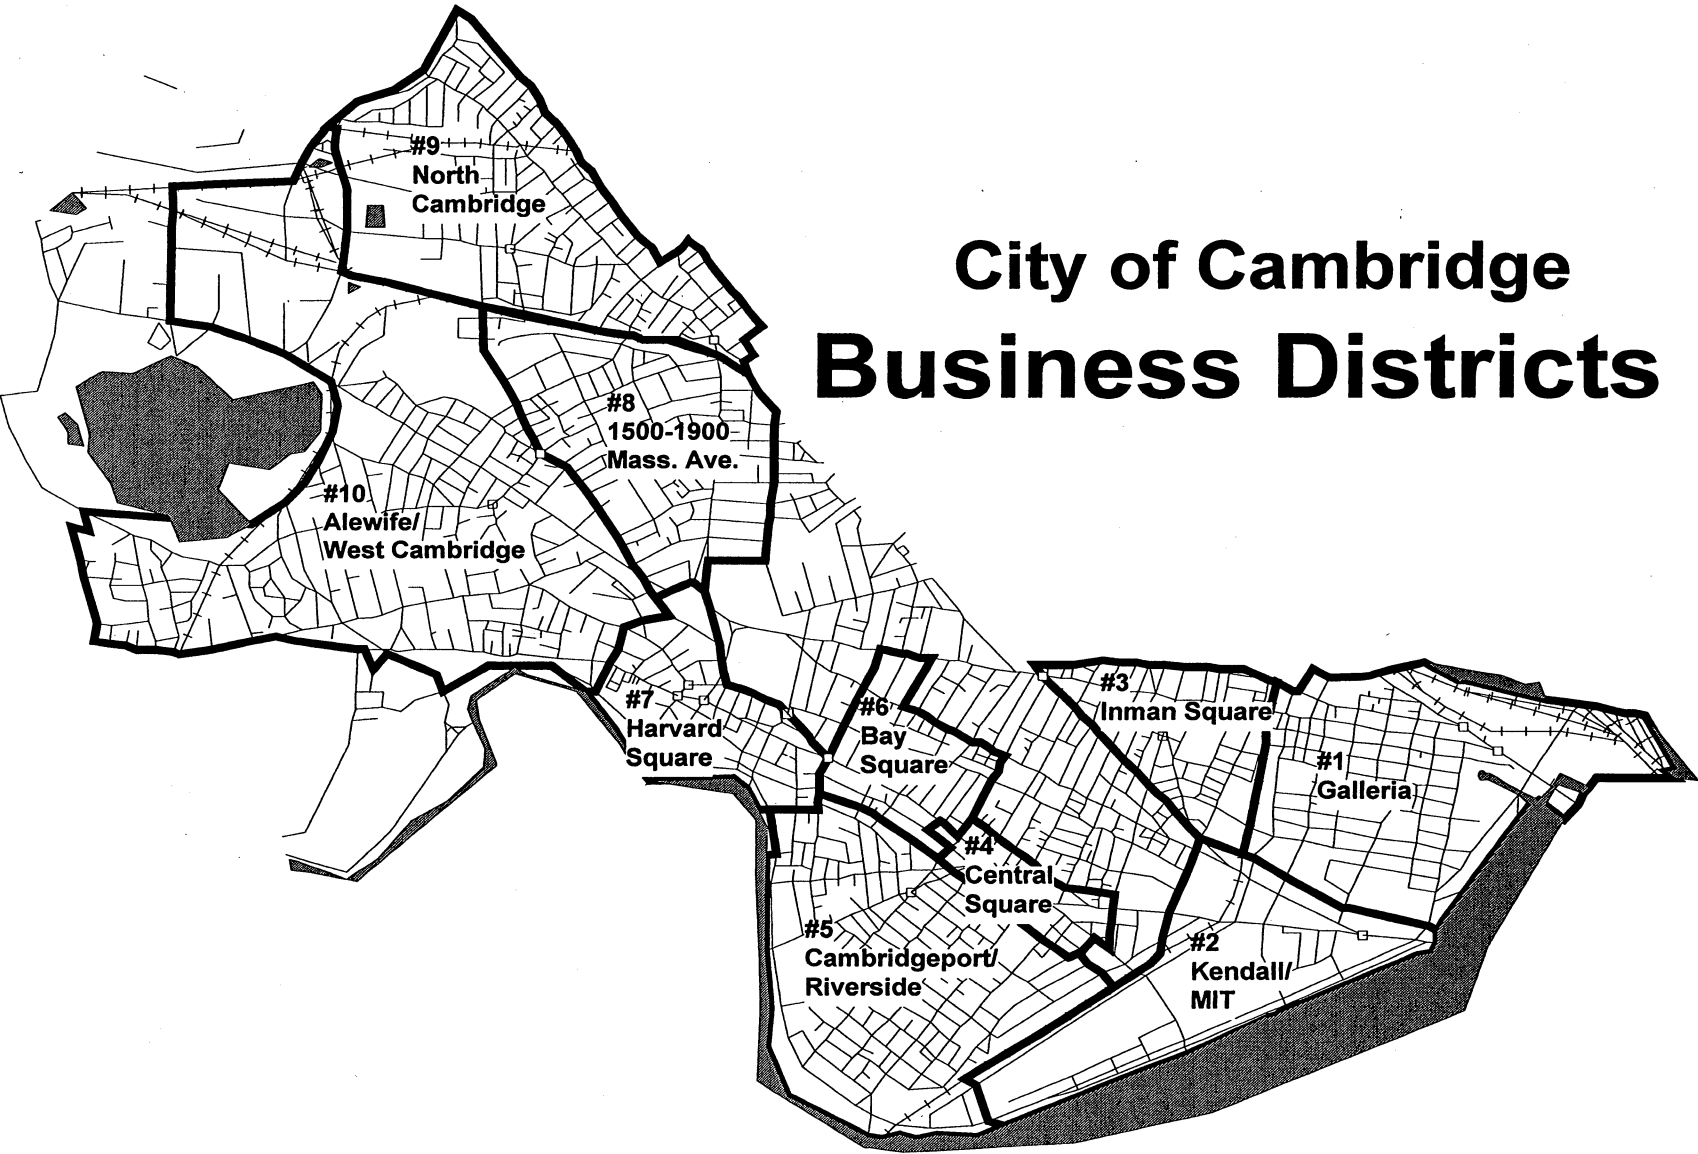 City of Cambridge
Business Districts
#9
North
Cambridge
#8
1500-1900
Mass. Ave.
#10
Alewife/
West Cambridge
#7
Harvard
Square
#6
Bay
Square
#3
Inman Square
#1
Galleria
#4
Central
Square
#5
Cambridgeport/
Riverside
#2
Kendall/
MIT